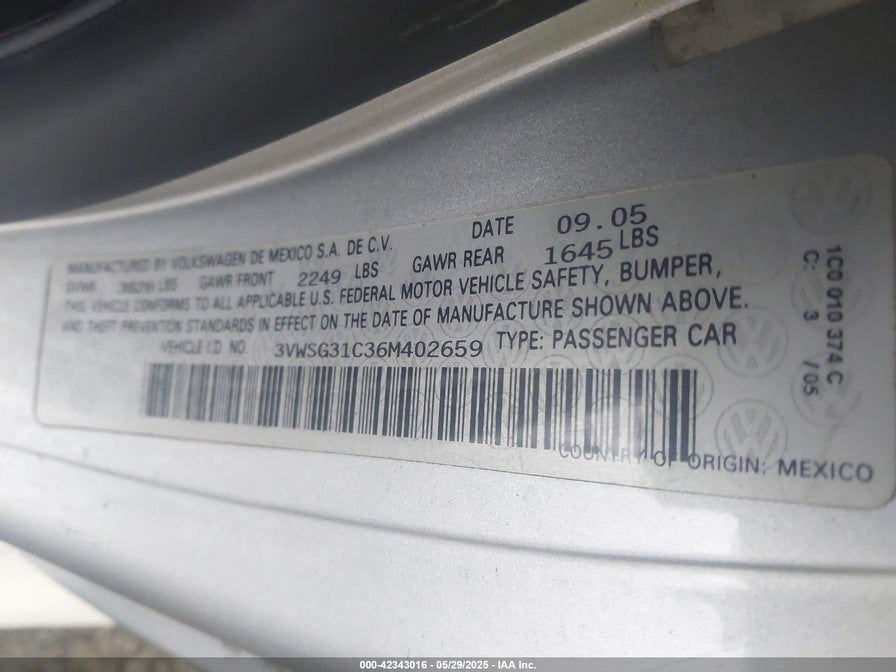 MANUFACTURED BY VOLKSWAGEN DE MEXICO S.A. DE C.V. DATE 09.05
GVWR 3828 LBS GAWR FRONT 2249 LBS GAWR REAR 1645 LBS
THIS VEHICLE CONFORMS TO ALL APPLICABLE U.S. FEDERAL MOTOR VEHICLE SAFETY, BUMPER,
AND THEFT PREVENTION STANDARDS IN EFFECT ON THE DATE OF MANUFACTURE SHOWN ABOVE.
VEHICLE I.D. NO. 3VWSG31C36M402659 TYPE: PASSENGER CAR
COUNTRY OF ORIGIN: MEXICO
1C0 010 374 C
C: 3 /05
000-42343016 - 05/29/2025 - IAA Inc.